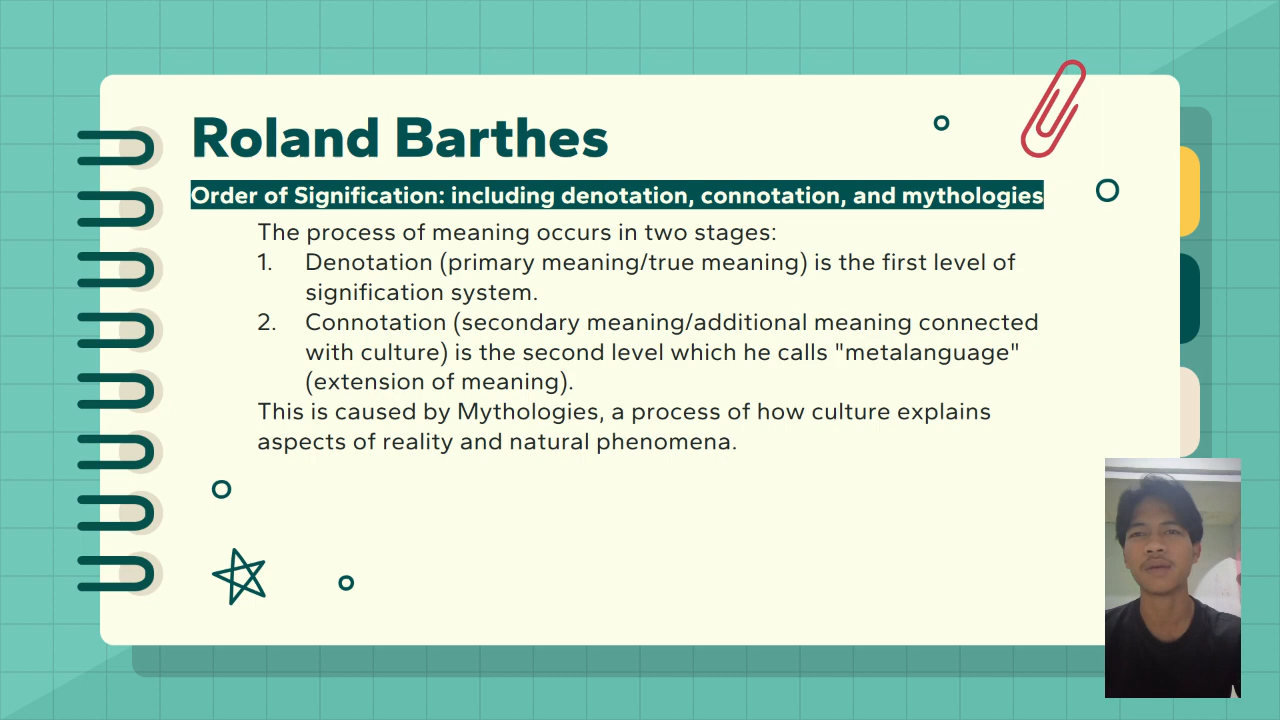 Roland Barthes
Order of Signification: including denotation, connotation, and mythologies
The process of meaning occurs in two stages:
1. Denotation (primary meaning/true meaning) is the first level of
signification system.
2. Connotation (secondary meaning/additional meaning connected
with culture) is the second level which he calls "metalanguage"
(extension of meaning).
This is caused by Mythologies, a process of how culture explains
aspects of reality and natural phenomena.